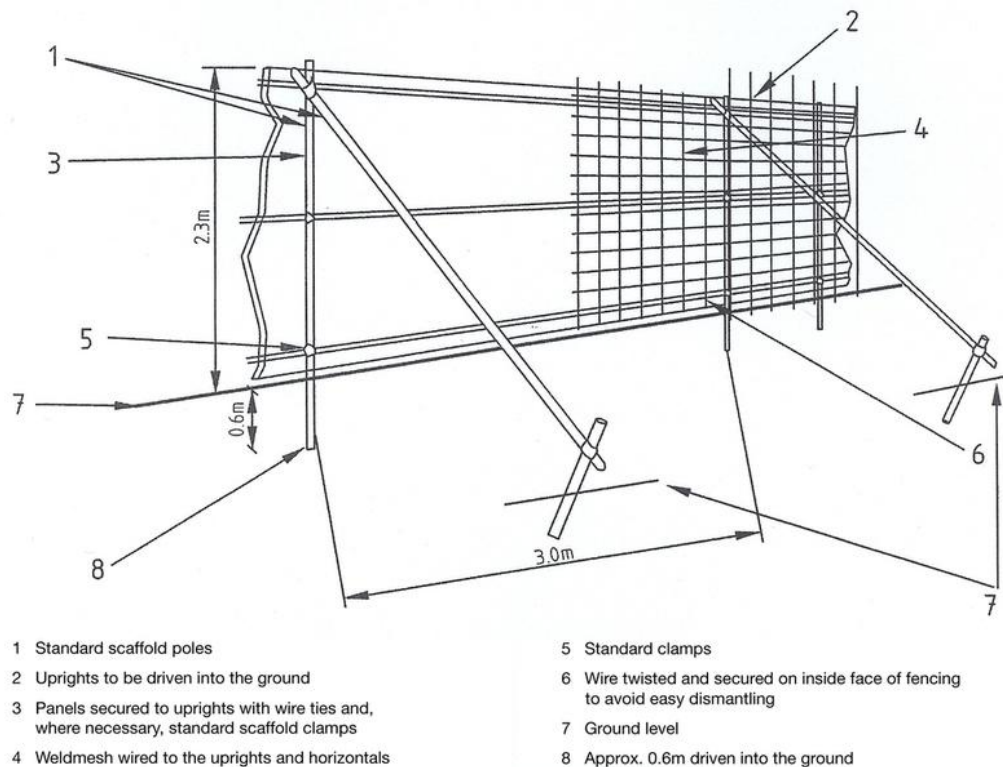 1
2
3
4
2.3m
5
7
0.6m
6
8
3.0m
7
1 Standard scaffold poles
2 Uprights to be driven into the ground
3 Panels secured to uprights with wire ties and,
where necessary, standard scaffold clamps
4 Weldmesh wired to the uprights and horizontals
5 Standard clamps
6 Wire twisted and secured on inside face of fencing
to avoid easy dismantling
7 Ground level
8 Approx. 0.6m driven into the ground